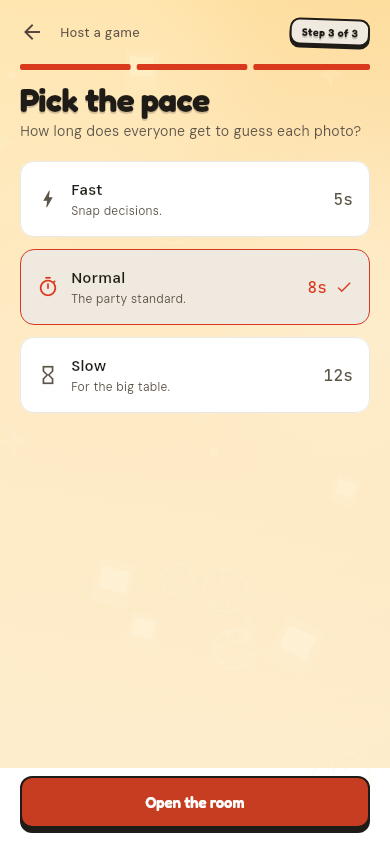 Host a game
Step 3 of 3
Pick the pace
How long does everyone get to guess each photo?
Fast
Snap decisions.
5s
Normal
The party standard.
8s
Slow
For the big table.
12s
Open the room